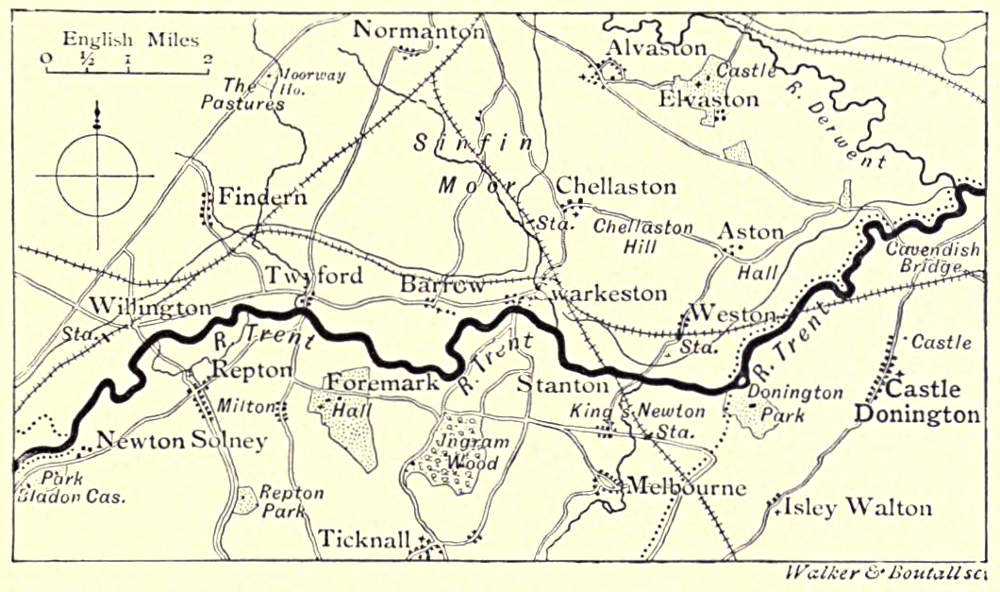 English Miles
0 ½ 1 2
Normanton
Alvaston
Castle
Elvaston
Moorway
Ho.
The
Pastures
R. Derwent
Sinfin
Moor
Findern
Chellaston
Sta.
Chellaston
Hill
Aston
Hall
Cavendish
Bridge
Twyford
Barrow
Swarkeston
Willington
Sta.
Weston
Sta.
R. Trent
R. Trent
R. Trent
Repton
Foremark
Hall
Milton
Stanton
King's Newton
Sta.
Donington
Park
Castle
Castle
Donington
Newton Solney
Park
Bladon Cas.
Ingram
Wood
Repton
Park
Melbourne
Isley Walton
Ticknall
Walker & Boutall sc.